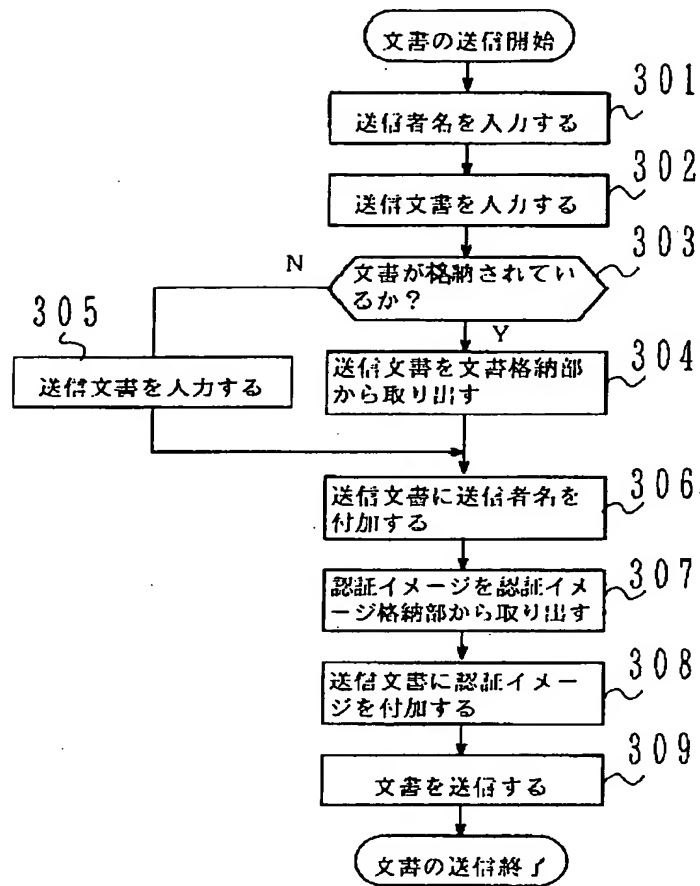 文書の送信開始
301
送信者名を入力する
302
送信文書を入力する
303
文書が格納されてい
るか?
N
Y
305
送信文書を入力する
304
送信文書を文書格納部
から取り出す
306
送信文書に送信者名を
付加する
307
認証イメージを認証イメ
ージ格納部から取り出す
308
送信文書に認証イメー
ジを付加する
309
文書を送信する
文書の送信終了